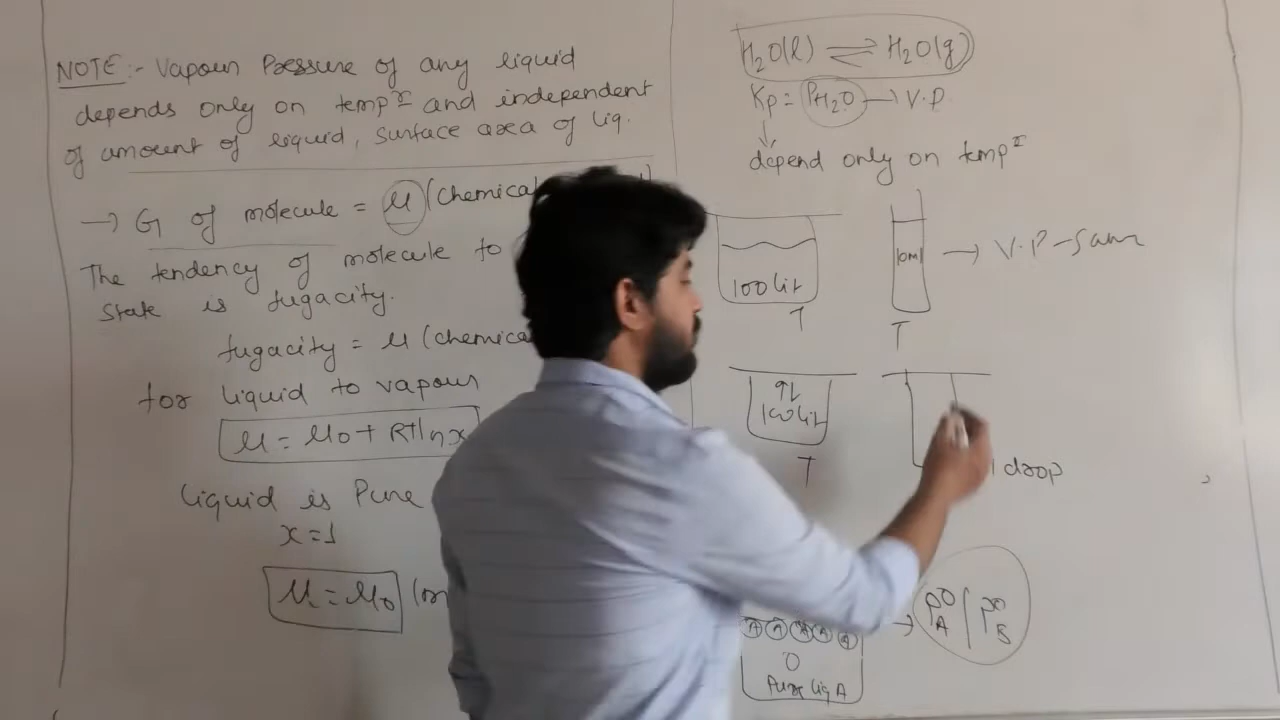 NOTE:- Vapour Pressure of any liquid
depends only on tempr and independent
of amount of liquid, Surface area of liq.
→ G of molecule = μ (Chemical
The tendency of molecule to
State is fugacity.
fugacity = μ (chemica
for liquid to vapour
μ = μ0 + RTlnx
liquid is Pure
x=1
μ=μ0 (or
H2O(l) ⇌ H2O(g)
Kp = PH2O → V.P.
↓
depend only on tempr
100 lit
T
10ml → V.P - Same
T
100 lit
T
1 drop
A A A A A → P°A / P°B
Pure liq A